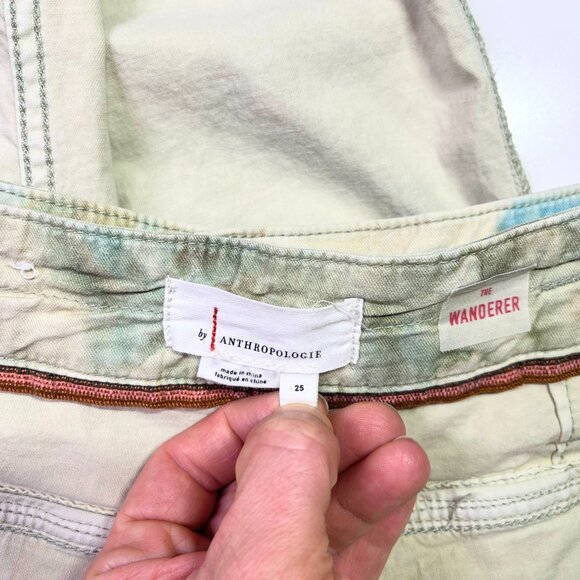 by ANTHROPOLOGIE
made in china
fabriqué en chine
25
THE
WANDERER